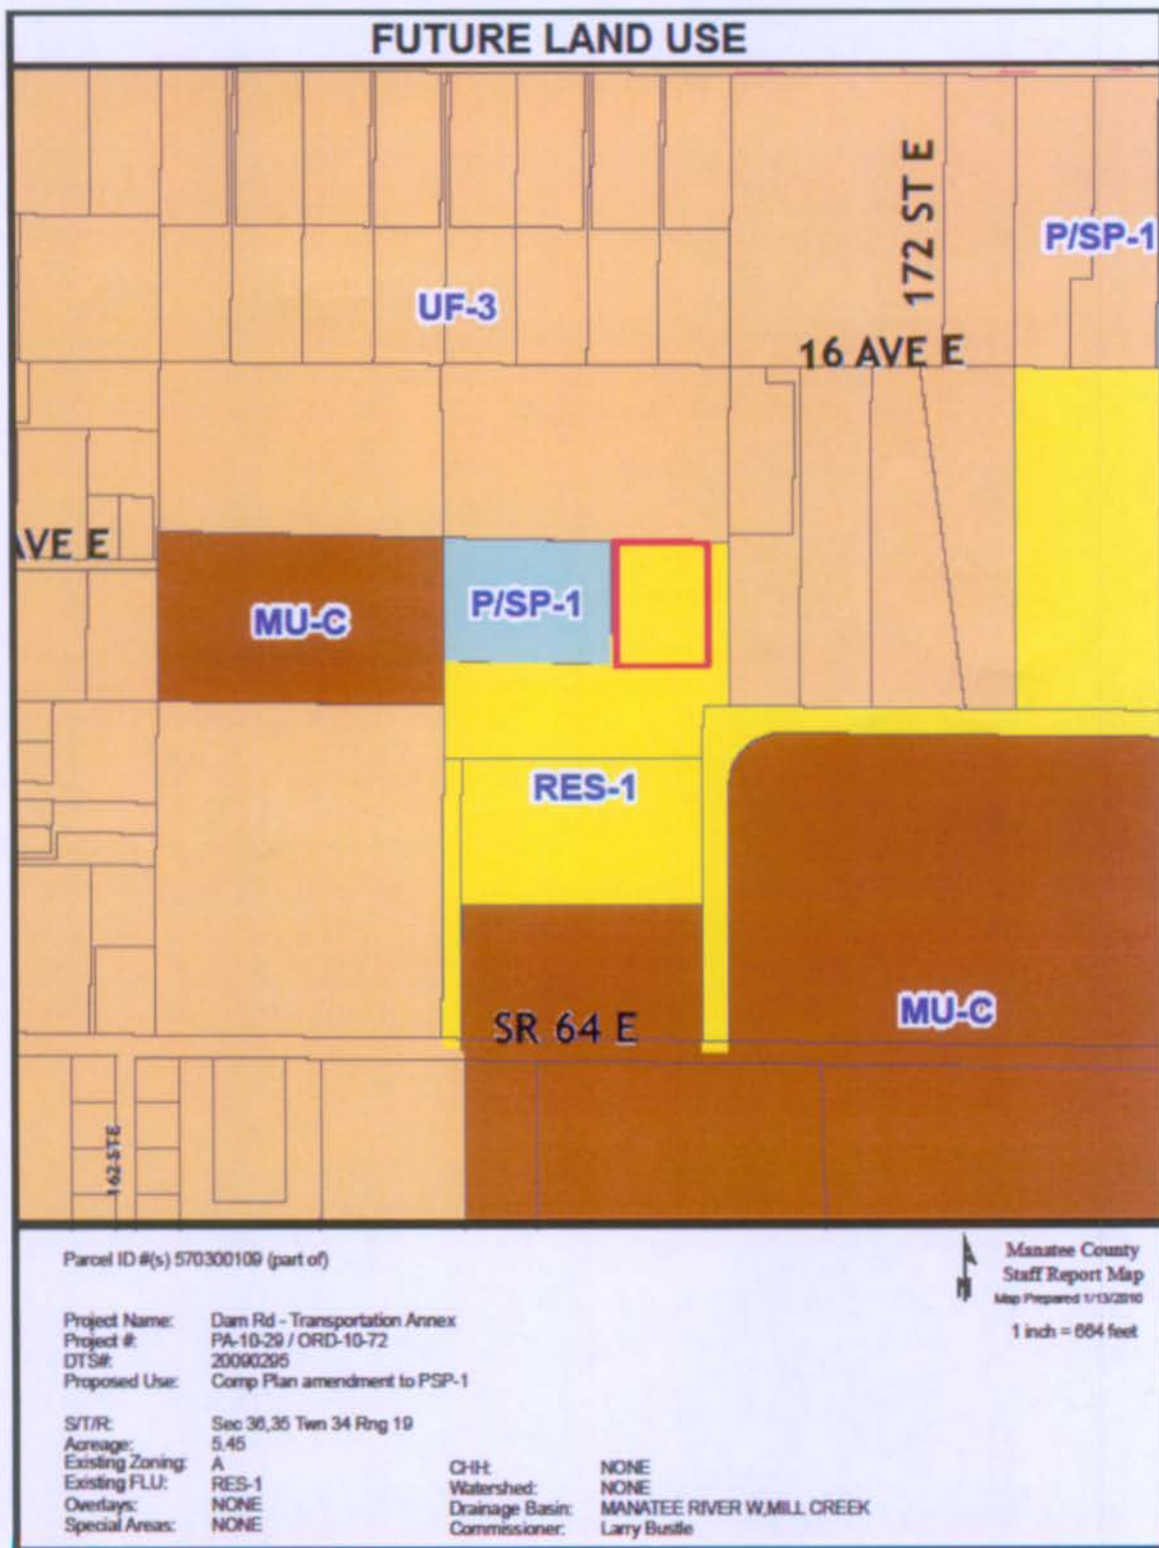 FUTURE LAND USE
172 ST E
P/SP-1
UF-3
16 AVE E
AVE E
MU-C
P/SP-1
RES-1
SR 64 E
MU-C
162 ST E
Parcel ID #(s) 570300109 (part of)
Manatee County
Staff Report Map
Map Prepared 1/13/2010
1 inch = 664 feet
N
Project Name: Dam Rd - Transportation Annex
Project #: PA-10-29 / ORD-10-72
DTS#: 20090295
Proposed Use: Comp Plan amendment to PSP-1
S/T/R: Sec 36,35 Twn 34 Rng 19
Acreage: 5.45
Existing Zoning: A
Existing FLU: RES-1
Overlays: NONE
Special Areas: NONE
CHH: NONE
Watershed: NONE
Drainage Basin: MANATEE RIVER W,MILL CREEK
Commissioner: Larry Bustle